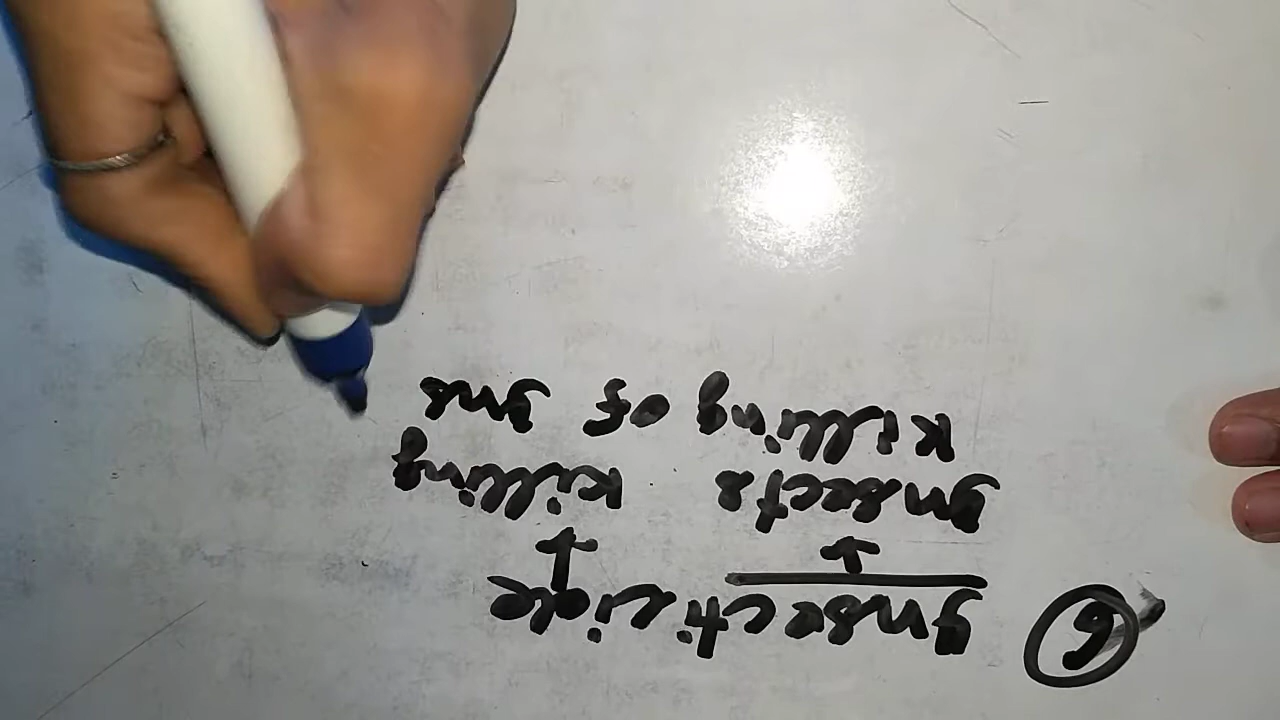 ⑥ Insecticide
↓ ↓
Insects killing
killing of Ins